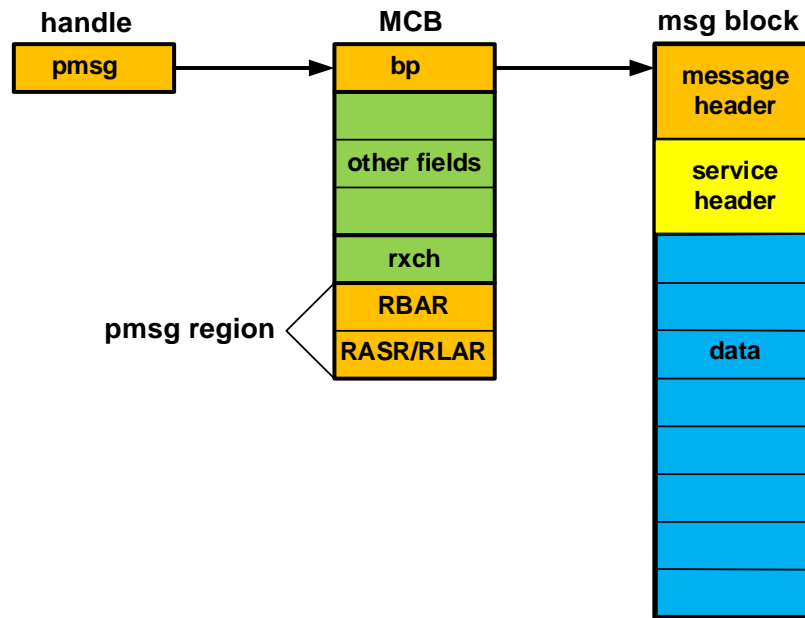 handle
MCB
msg block
pmsg
bp
message
header
other fields
service
header
rxch
pmsg region
RBAR
RASR/RLAR
data